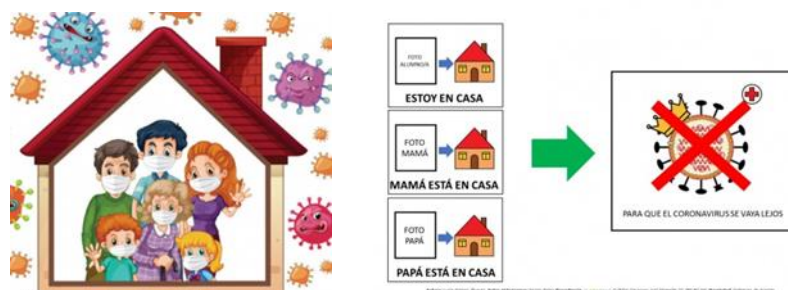 FOTO
ALUMNO/A
ESTOY EN CASA
FOTO
MAMÁ
MAMÁ ESTÁ EN CASA
FOTO
PAPÁ
PAPÁ ESTÁ EN CASA
PARA QUE EL CORONAVIRUS SE VAYA LEJOS